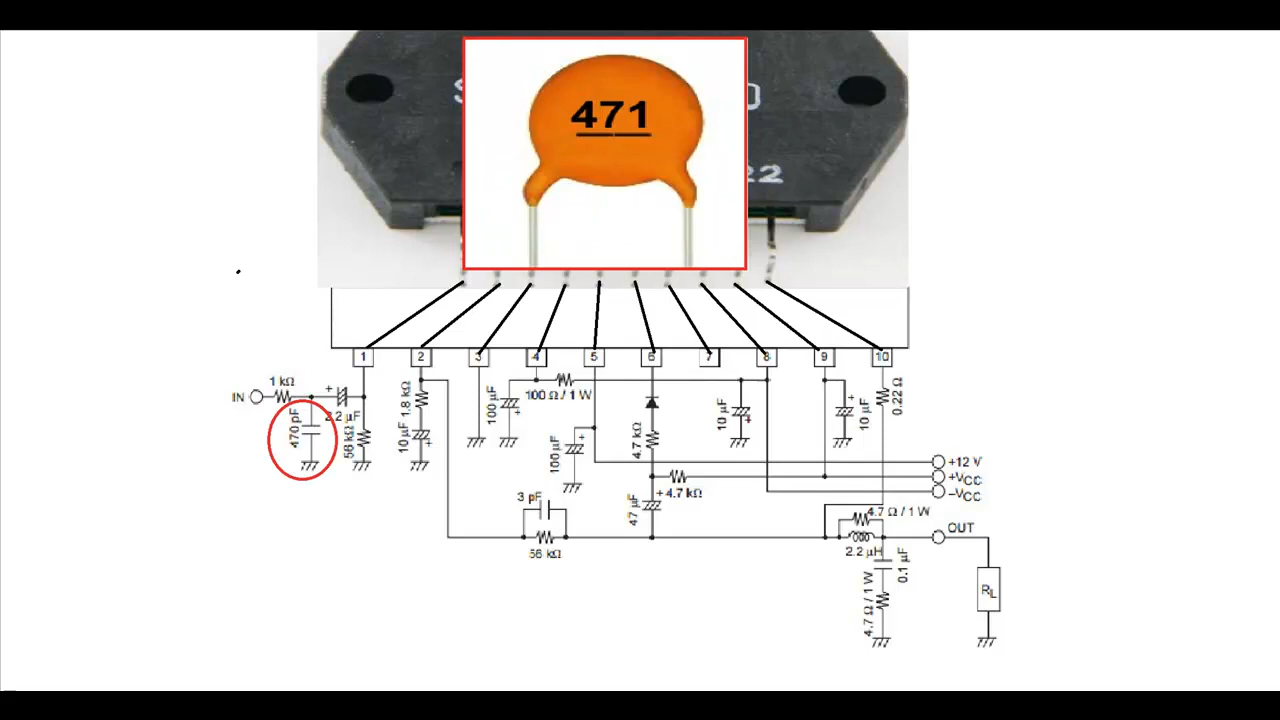 471
22
1 2 3 4 5 6 7 8 9 10
IN
1 kΩ
470 pF
+
2.2 μF
56 kΩ
1.8 kΩ
10 μF
+
100 μF
+
100 Ω / 1 W
100 μF
+
4.7 kΩ
+ 4.7 kΩ
47 μF
10 μF
+
+
10 μF
0.22 Ω
+12 V
+VCC
−VCC
3 pF
56 kΩ
4.7 Ω / 1 W
2.2 μH
OUT
0.1 μF
4.7 Ω / 1 W
RL